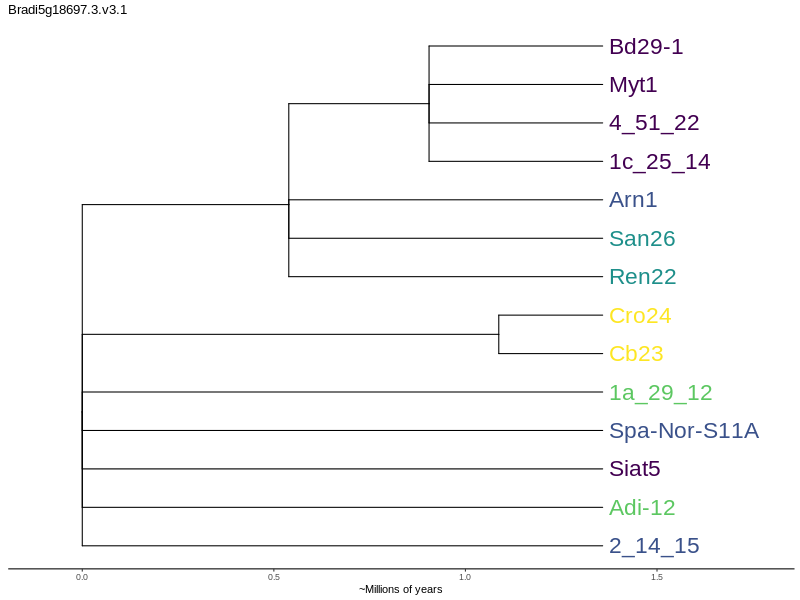 Bradi5g18697.3.v3.1
Bd29-1
Myt1
4_51_22
1c_25_14
Arn1
San26
Ren22
Cro24
Cb23
1a_29_12
Spa-Nor-S11A
Siat5
Adi-12
2_14_15
0.0 0.5 1.0 1.5
~Millions of years